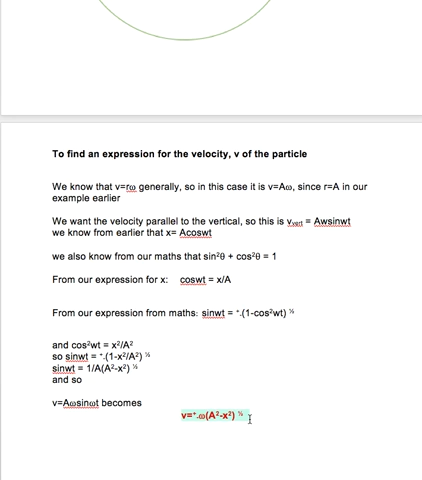 To find an expression for the velocity, v of the particle
We know that v=rω generally, so in this case it is v=Aω, since r=A in our
example earlier
We want the velocity parallel to the vertical, so this is vvert = Awsinwt
we know from earlier that x= Acoswt
we also know from our maths that sin²θ + cos²θ = 1
From our expression for x: coswt = x/A
From our expression from maths: sinwt = ⁺.(1-cos²wt) ½
and cos²wt = x²/A²
so sinwt = ⁺.(1-x²/A²) ½
sinwt = 1/A(A²-x²) ½
and so
v=Aωsinωt becomes
v=⁺.ω(A²-x²) ½